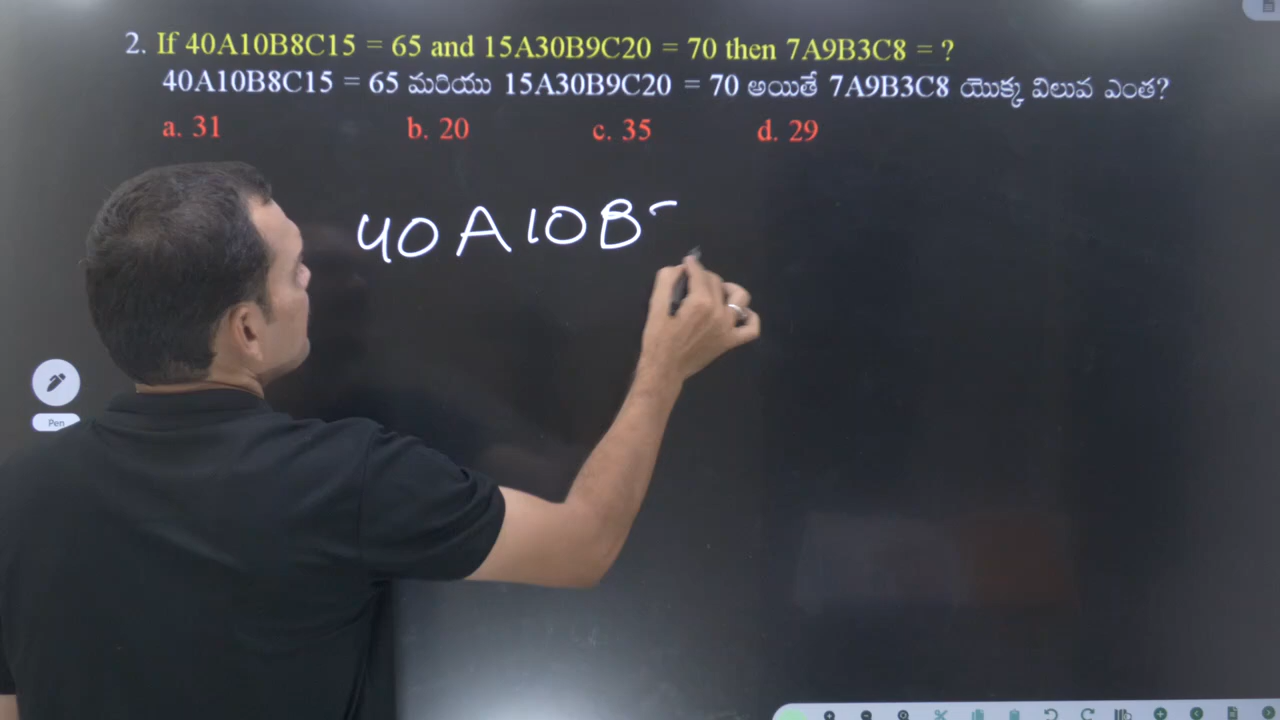 2. If 40A10B8C15 = 65 and 15A30B9C20 = 70 then 7A9B3C8 = ?
40A10B8C15 = 65 మరియు 15A30B9C20 = 70 అయితే 7A9B3C8 యొక్క విలువ ఎంత?
a. 31 b. 20 c. 35 d. 29
40A10B
Pen